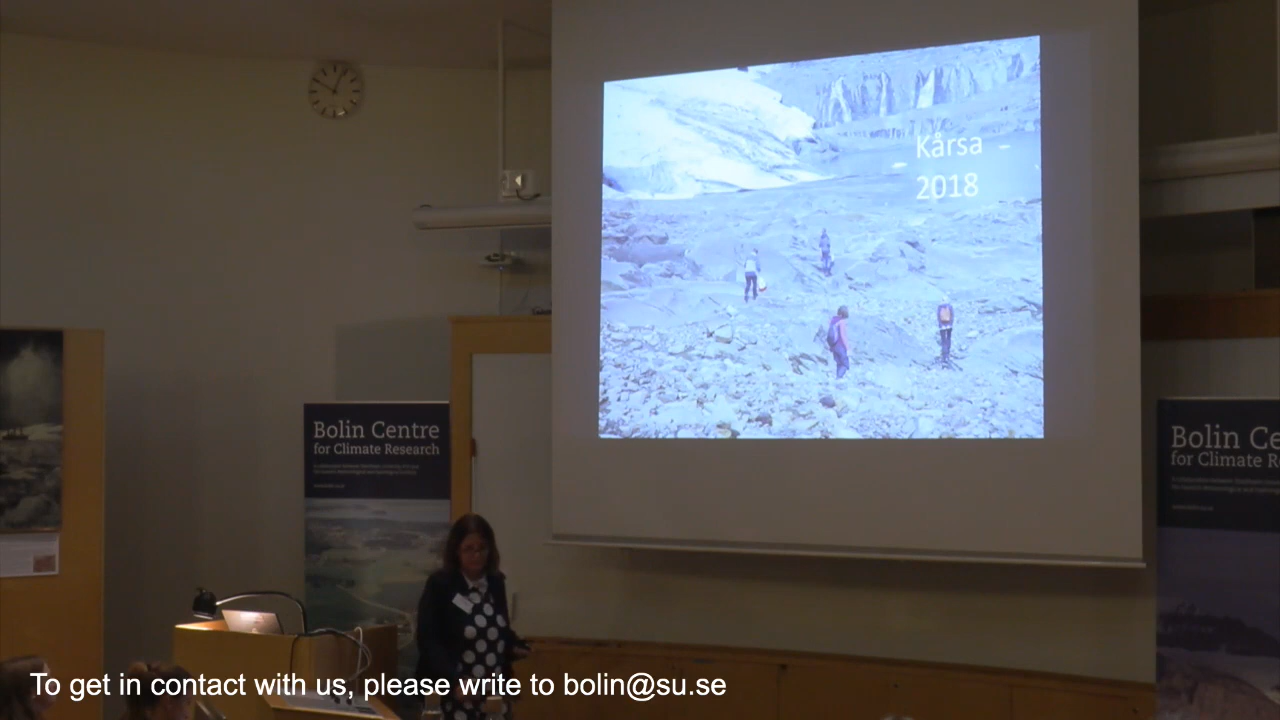 Kårsa
2018
Bolin Centre
for Climate Research
Bolin Ce
for Climate R
To get in contact with us, please write to bolin@su.se